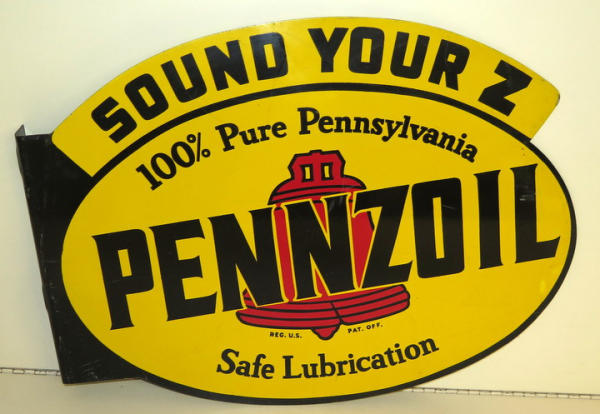 SOUND YOUR Z
100% Pure Pennsylvania
PENNZOIL
REG. U.S. PAT. OFF.
Safe Lubrication